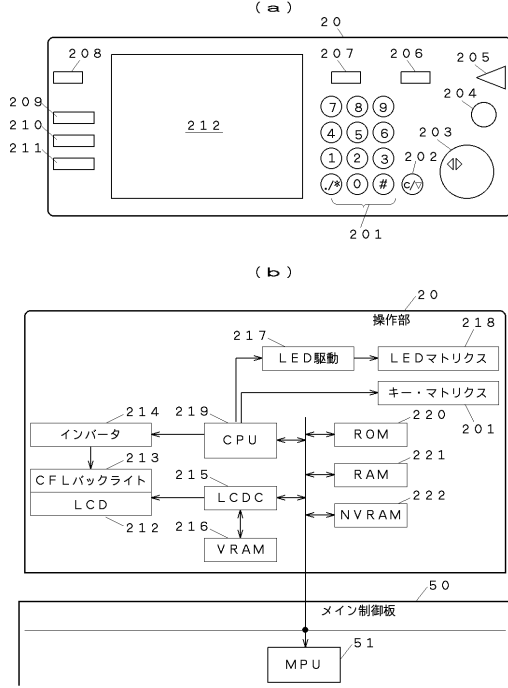 (a)
20
208 207 206
205
209
204
210 212 7 8 9
203
211 4 5 6
202
1 2 3
./* 0 # C/▽
201
(b)
20
操作部
217 218
LED駆動 LEDマトリクス
キー・マトリクス
214 219 220 201
インバータ CPU ROM
213 215 221
CFLバックライト LCDC RAM
LCD 222
212 216 NVRAM
VRAM
50
メイン制御板
51
MPU